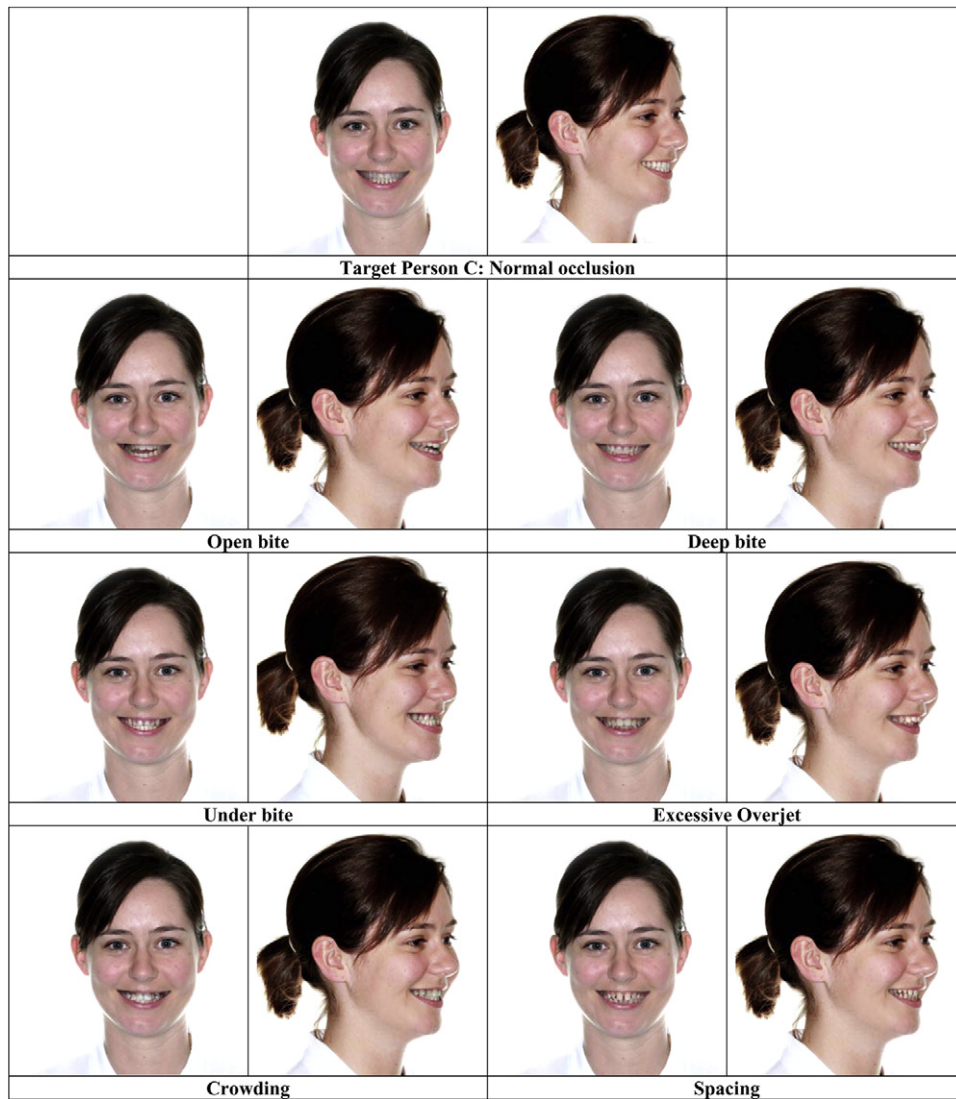 Target Person C: Normal occlusion
Open bite
Deep bite
Under bite
Excessive Overjet
Crowding
Spacing